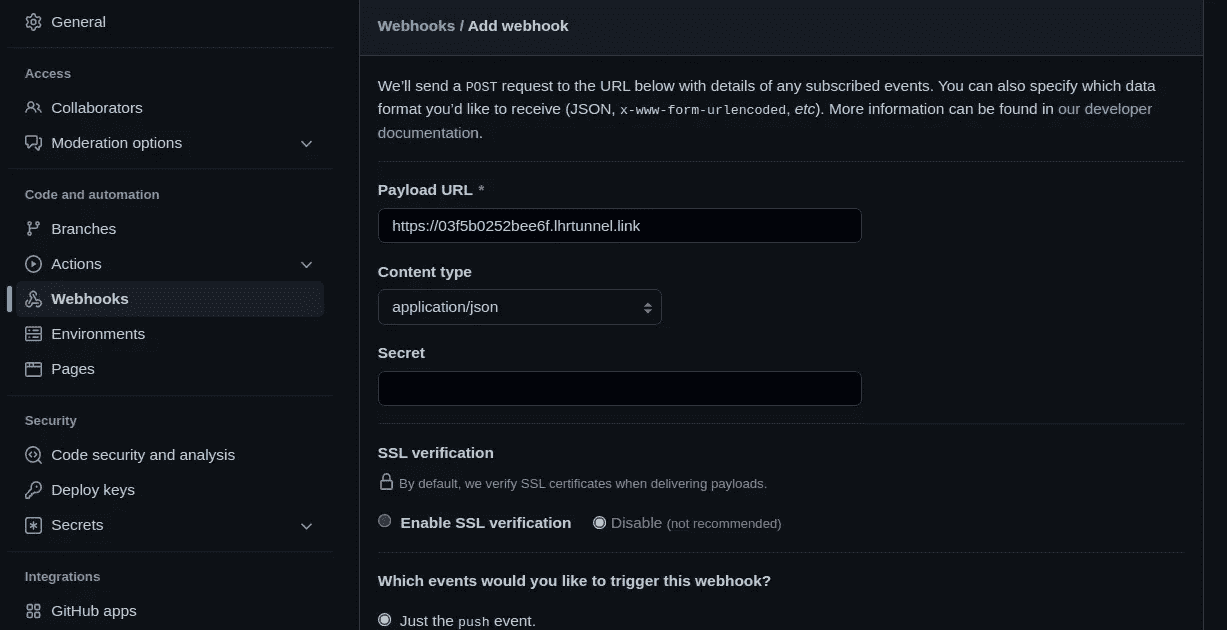 General
Access
Collaborators
Moderation options
Code and automation
Branches
Actions
Webhooks
Environments
Pages
Security
Code security and analysis
Deploy keys
Secrets
Integrations
GitHub apps
Webhooks / Add webhook
We’ll send a POST request to the URL below with details of any subscribed events. You can also specify which data
format you’d like to receive (JSON, x-www-form-urlencoded, etc). More information can be found in our developer
documentation.
Payload URL *
https://03f5b0252bee6f.lhrtunnel.link
Content type
application/json
Secret
SSL verification
By default, we verify SSL certificates when delivering payloads.
Enable SSL verification Disable (not recommended)
Which events would you like to trigger this webhook?
Just the push event.